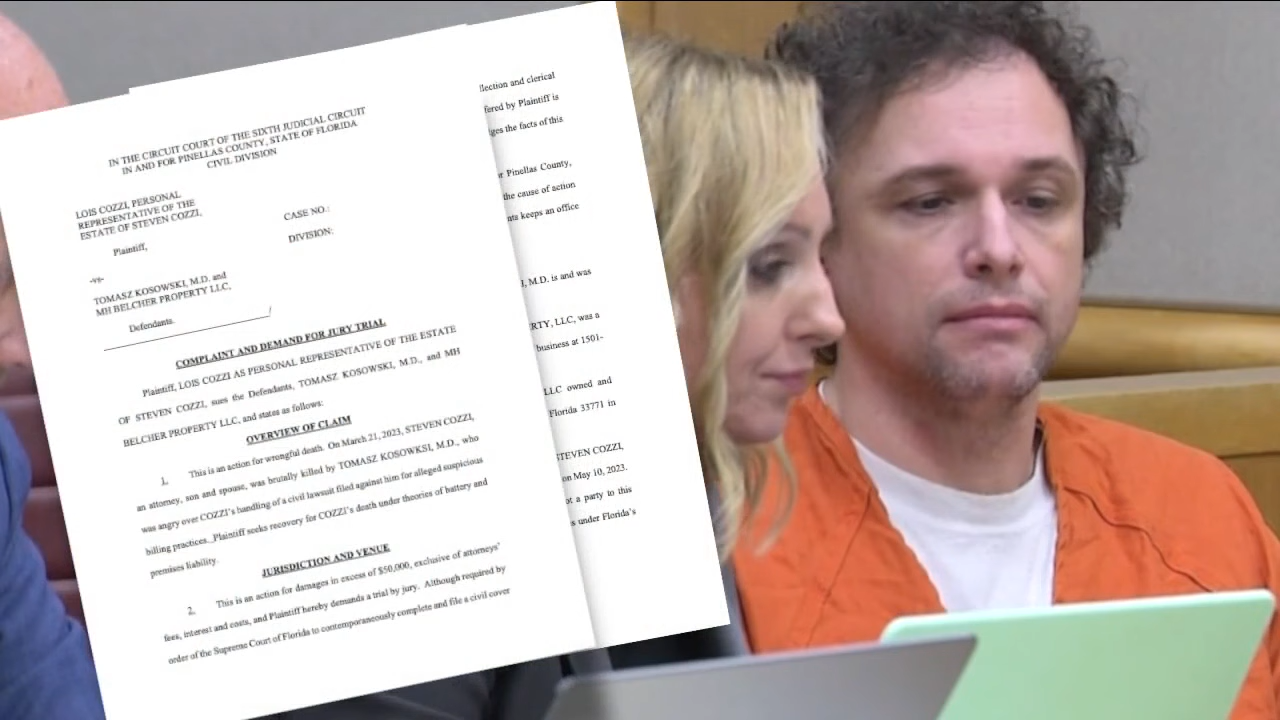 IN THE CIRCUIT COURT OF THE SIXTH JUDICIAL CIRCUIT
IN AND FOR PINELLAS COUNTY, STATE OF FLORIDA
CIVIL DIVISION
LOIS COZZI, PERSONAL
REPRESENTATIVE OF THE
ESTATE OF STEVEN COZZI,
Plaintiff,
CASE NO.:
DIVISION:
-vs-
TOMASZ KOSOWSKI, M.D. and
MH BELCHER PROPERTY LLC,
Defendants.
/
COMPLAINT AND DEMAND FOR JURY TRIAL
Plaintiff, LOIS COZZI AS PERSONAL REPRESENTATIVE OF THE ESTATE
OF STEVEN COZZI, sues the Defendants, TOMASZ KOSOWSKI, M.D., and MH
BELCHER PROPERTY LLC, and states as follows:
OVERVIEW OF CLAIM
1. This is an action for wrongful death. On March 21, 2023, STEVEN COZZI,
an attorney, son and spouse, was brutally killed by TOMASZ KOSOWKSI, M.D., who
was angry over COZZI's handling of a civil lawsuit filed against him for alleged suspicious
billing practices. Plaintiff seeks recovery for COZZI's death under theories of battery and
premises liability.
JURISDICTION AND VENUE
2. This is an action for damages in excess of $50,000, exclusive of attorneys'
fees, interest and costs, and Plaintiff hereby demands a trial by jury. Although required by
order of the Supreme Court of Florida to contemporaneously complete and file a civil cover
llection and clerical
fered by Plaintiff is
ges the facts of this
or Pinellas County,
the cause of action
nts keeps an office
I, M.D. is and was
RTY, LLC, was a
business at 1501-
LLC owned and
Florida 33771 in
STEVEN COZZI,
on May 10, 2023.
ot a party to this
s under Florida's